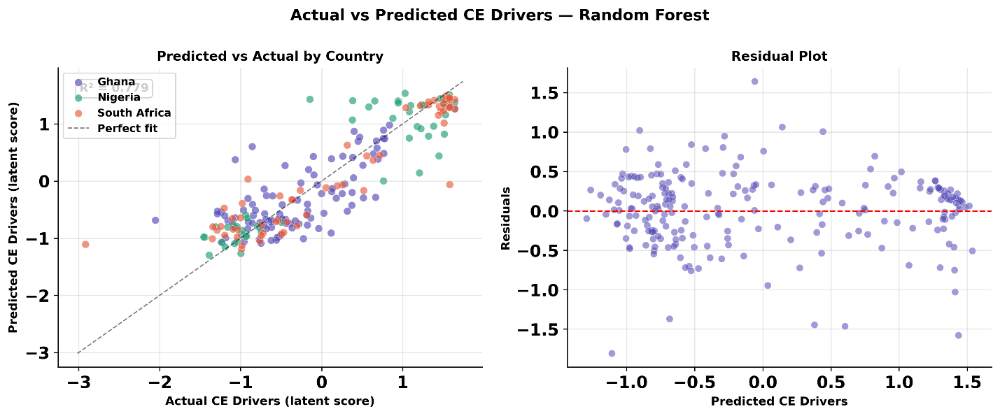 Actual vs Predicted CE Drivers — Random Forest
Predicted vs Actual by Country
R² = 0.779
Ghana
Nigeria
South Africa
Perfect fit
Predicted CE Drivers (latent score)
1
0
−1
−2
−3
−3
−2
−1
0
1
Actual CE Drivers (latent score)
Residual Plot
Residuals
1.5
1.0
0.5
0.0
−0.5
−1.0
−1.5
−1.0
−0.5
0.0
0.5
1.0
1.5
Predicted CE Drivers